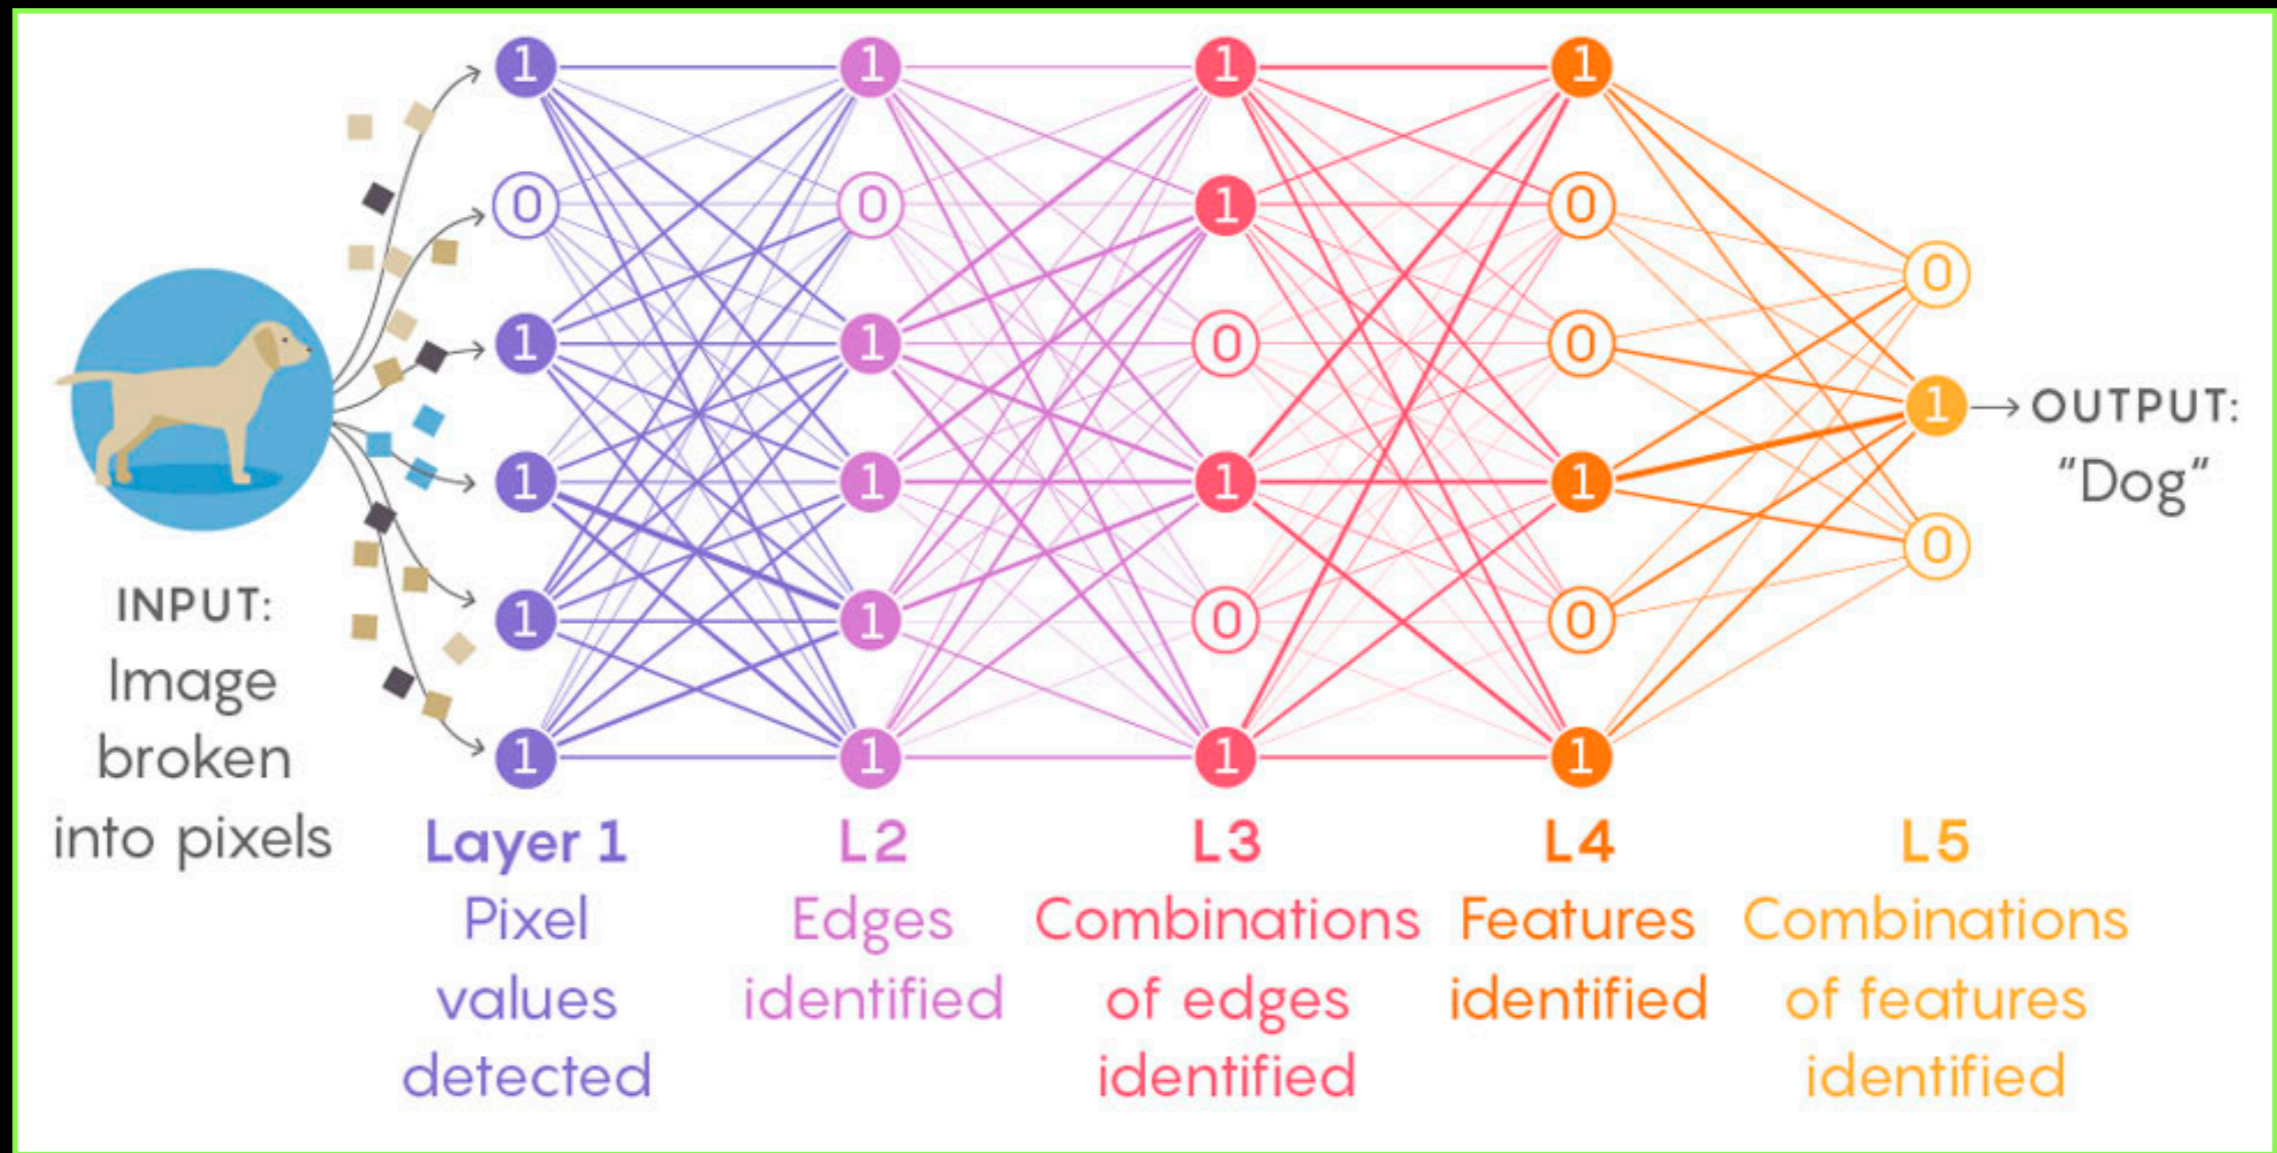 1 1 1 1
0 0 1 0
0
1 1 0 0
1
1 1 1 1
0
1 1 0 0
1 1 1 1
OUTPUT:
“Dog”
INPUT:
Image
broken
into pixels
Layer 1
Pixel
values
detected
L2
Edges
identified
L3
Combinations
of edges
identified
L4
Features
identified
L5
Combinations
of features
identified